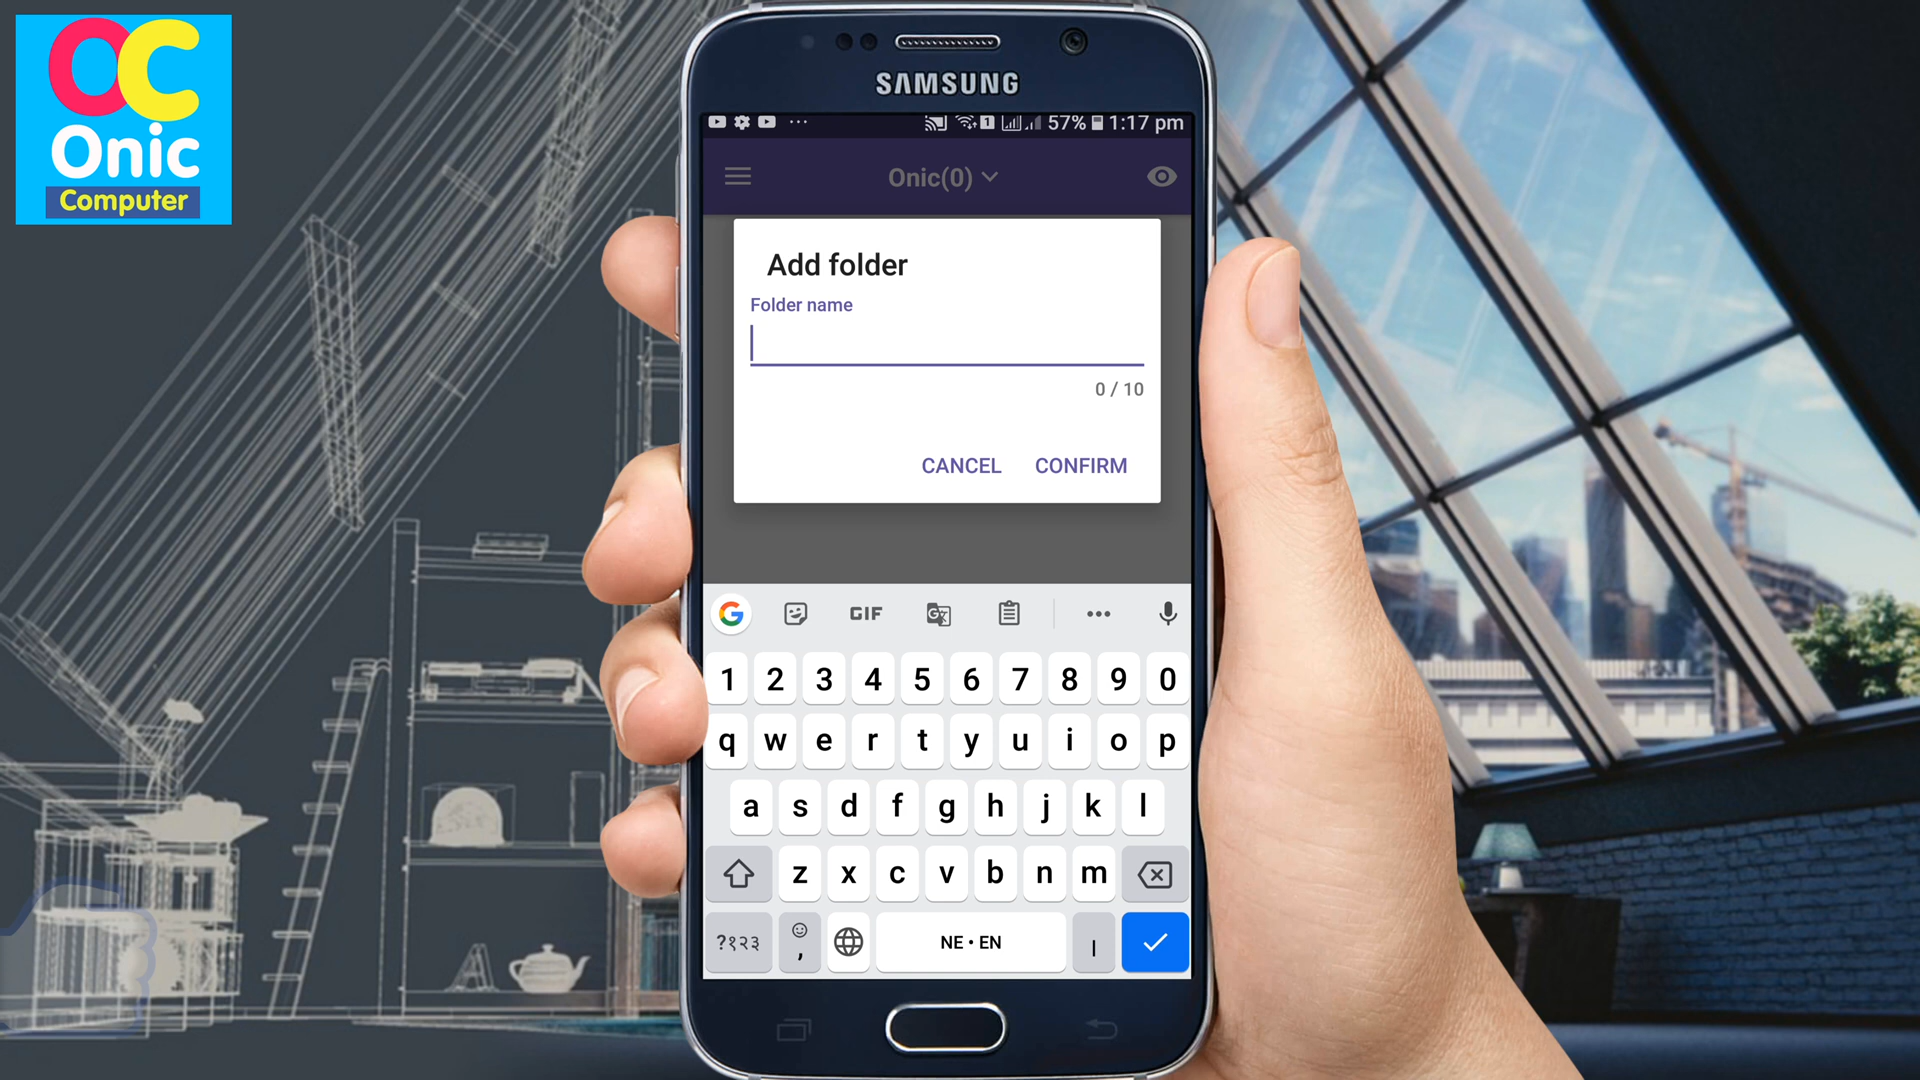 OC
Onic
Computer
SAMSUNG
57% 1:17 pm
Onic(0)
Add folder
Folder name
0 / 10
CANCEL CONFIRM
G GIF G
1 2 3 4 5 6 7 8 9 0
q w e r t y u i o p
a s d f g h j k l
z x c v b n m
?१२३ , NE • EN ।